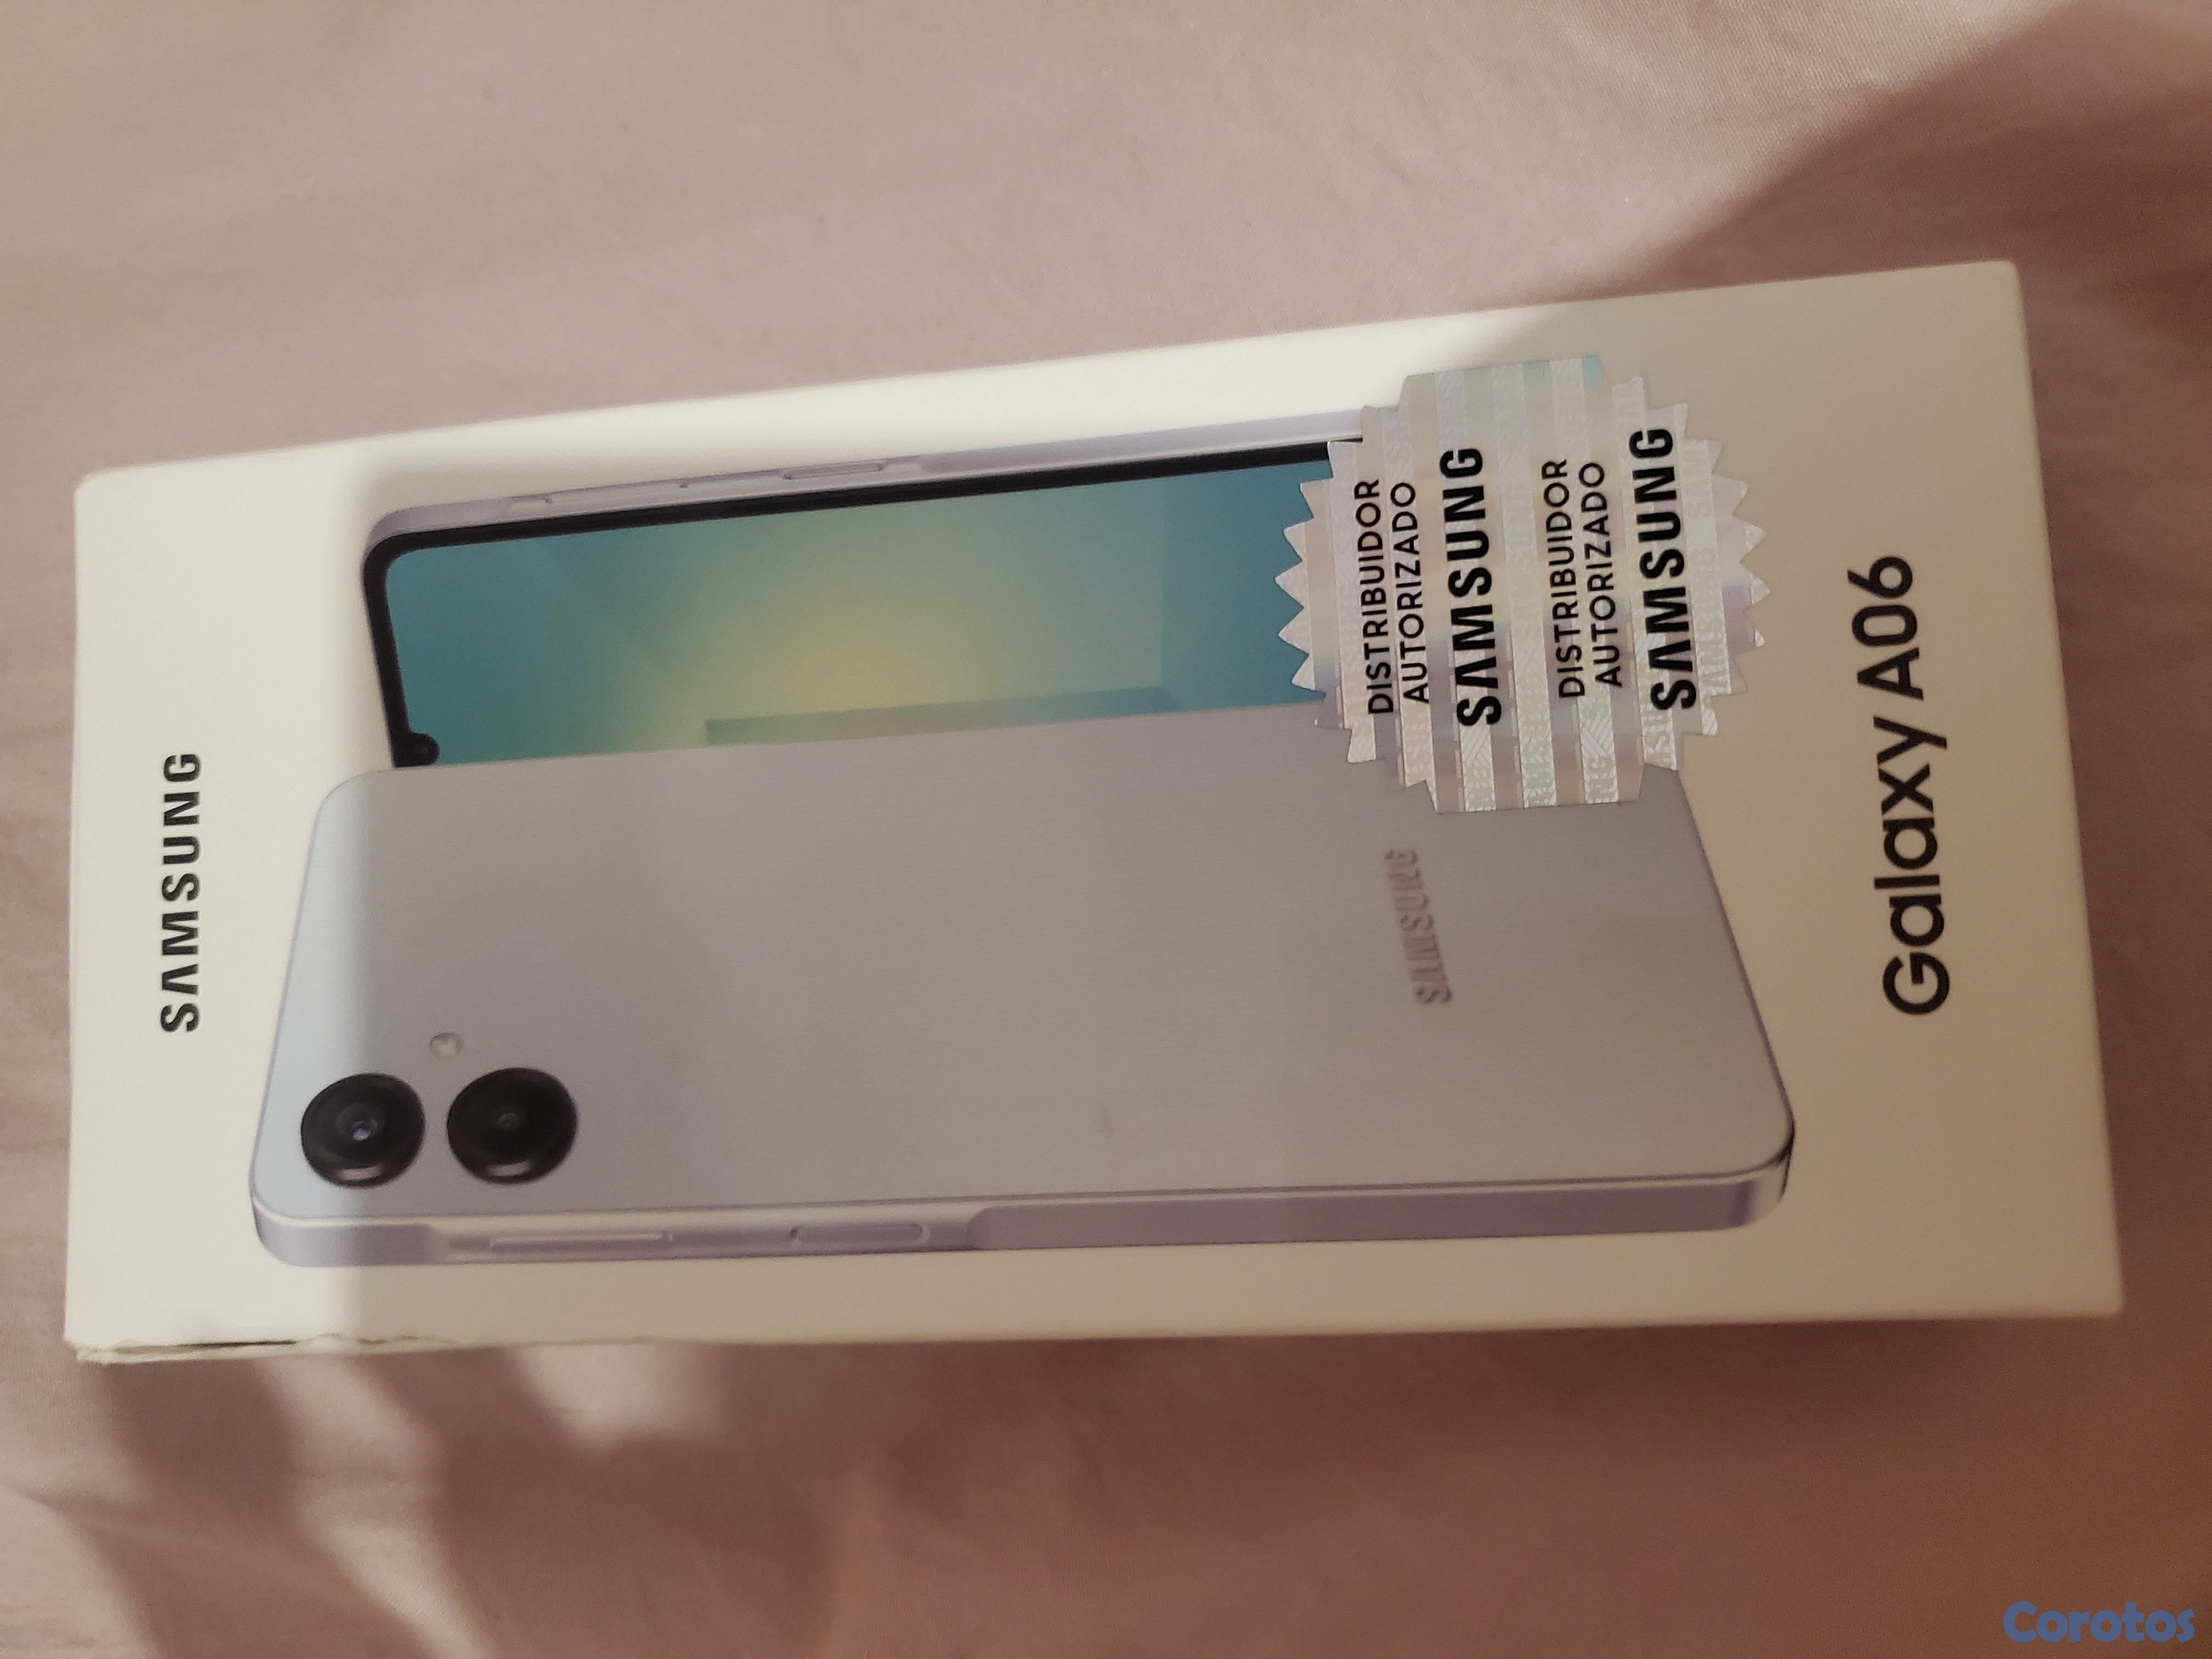 SAMSUNG
DISTRIBUIDOR
AUTORIZADO
SAMSUNG
DISTRIBUIDOR
AUTORIZADO
SAMSUNG
SAMSUNG
Galaxy A06
Corotos